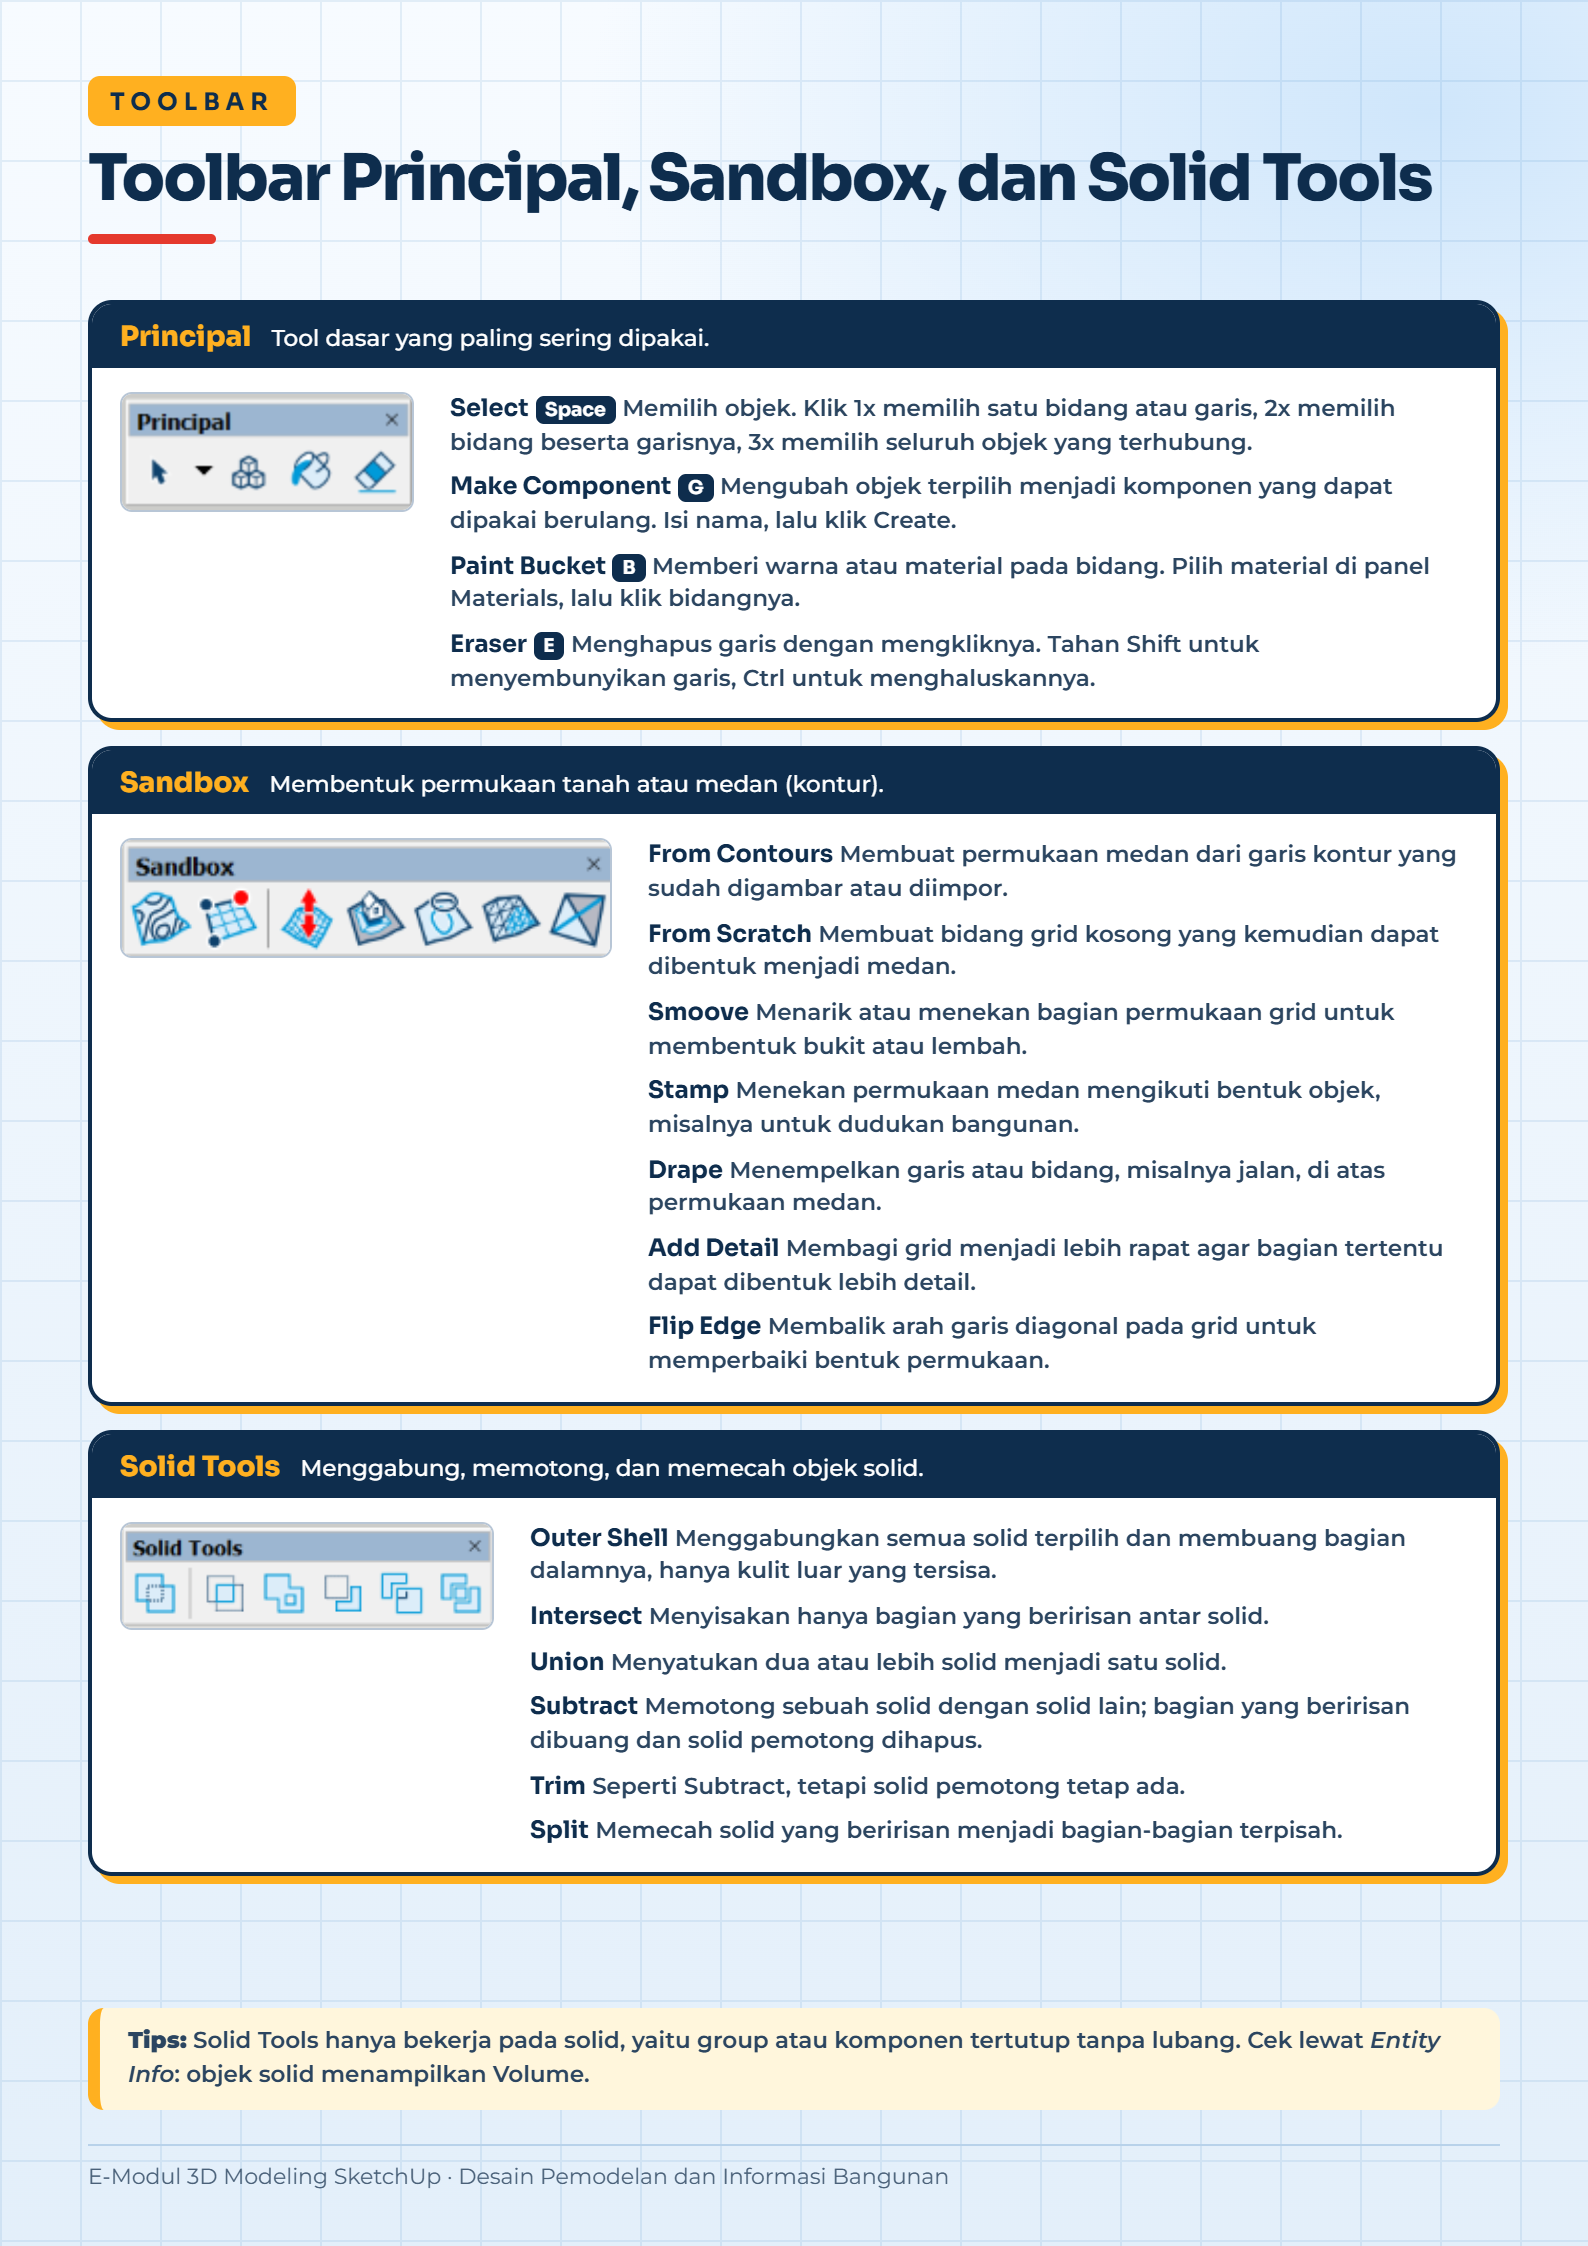 TOOLBAR
Toolbar Principal, Sandbox, dan Solid Tools
Principal Tool dasar yang paling sering dipakai.
Principal ×
Select Space Memilih objek. Klik 1x memilih satu bidang atau garis, 2x memilih
bidang beserta garisnya, 3x memilih seluruh objek yang terhubung.
Make Component G Mengubah objek terpilih menjadi komponen yang dapat
dipakai berulang. Isi nama, lalu klik Create.
Paint Bucket B Memberi warna atau material pada bidang. Pilih material di panel
Materials, lalu klik bidangnya.
Eraser E Menghapus garis dengan mengkliknya. Tahan Shift untuk
menyembunyikan garis, Ctrl untuk menghaluskannya.
Sandbox Membentuk permukaan tanah atau medan (kontur).
Sandbox ×
From Contours Membuat permukaan medan dari garis kontur yang
sudah digambar atau diimpor.
From Scratch Membuat bidang grid kosong yang kemudian dapat
dibentuk menjadi medan.
Smoove Menarik atau menekan bagian permukaan grid untuk
membentuk bukit atau lembah.
Stamp Menekan permukaan medan mengikuti bentuk objek,
misalnya untuk dudukan bangunan.
Drape Menempelkan garis atau bidang, misalnya jalan, di atas
permukaan medan.
Add Detail Membagi grid menjadi lebih rapat agar bagian tertentu
dapat dibentuk lebih detail.
Flip Edge Membalik arah garis diagonal pada grid untuk
memperbaiki bentuk permukaan.
Solid Tools Menggabung, memotong, dan memecah objek solid.
Solid Tools ×
Outer Shell Menggabungkan semua solid terpilih dan membuang bagian
dalamnya, hanya kulit luar yang tersisa.
Intersect Menyisakan hanya bagian yang beririsan antar solid.
Union Menyatukan dua atau lebih solid menjadi satu solid.
Subtract Memotong sebuah solid dengan solid lain; bagian yang beririsan
dibuang dan solid pemotong dihapus.
Trim Seperti Subtract, tetapi solid pemotong tetap ada.
Split Memecah solid yang beririsan menjadi bagian-bagian terpisah.
Tips: Solid Tools hanya bekerja pada solid, yaitu group atau komponen tertutup tanpa lubang. Cek lewat Entity
Info: objek solid menampilkan Volume.
E-Modul 3D Modeling SketchUp · Desain Pemodelan dan Informasi Bangunan